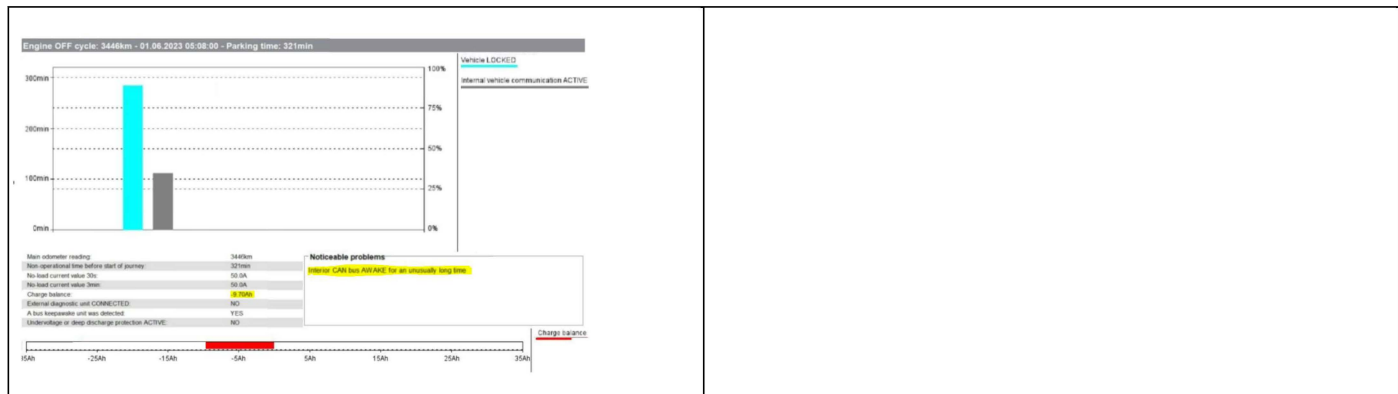 Engine OFF cycle: 3446km - 01.06.2023 05:08:00 - Parking time: 321min
Vehicle LOCKED
Internal vehicle communication ACTIVE
300min
200min
100min
0min
100%
75%
50%
25%
0%
Main odometer reading: 3446km
Non-operational time before start of journey: 321min
No-load current value 30s: 50.0A
No-load current value 3min: 50.0A
Charge balance: -9.70Ah
External diagnostic unit CONNECTED: NO
A bus keepawake unit was detected: YES
Undervoltage or deep discharge protection ACTIVE: NO
Noticeable problems
Interior CAN bus AWAKE for an unusually long time
Charge balance
35Ah -25Ah -15Ah -5Ah 5Ah 15Ah 25Ah 35Ah